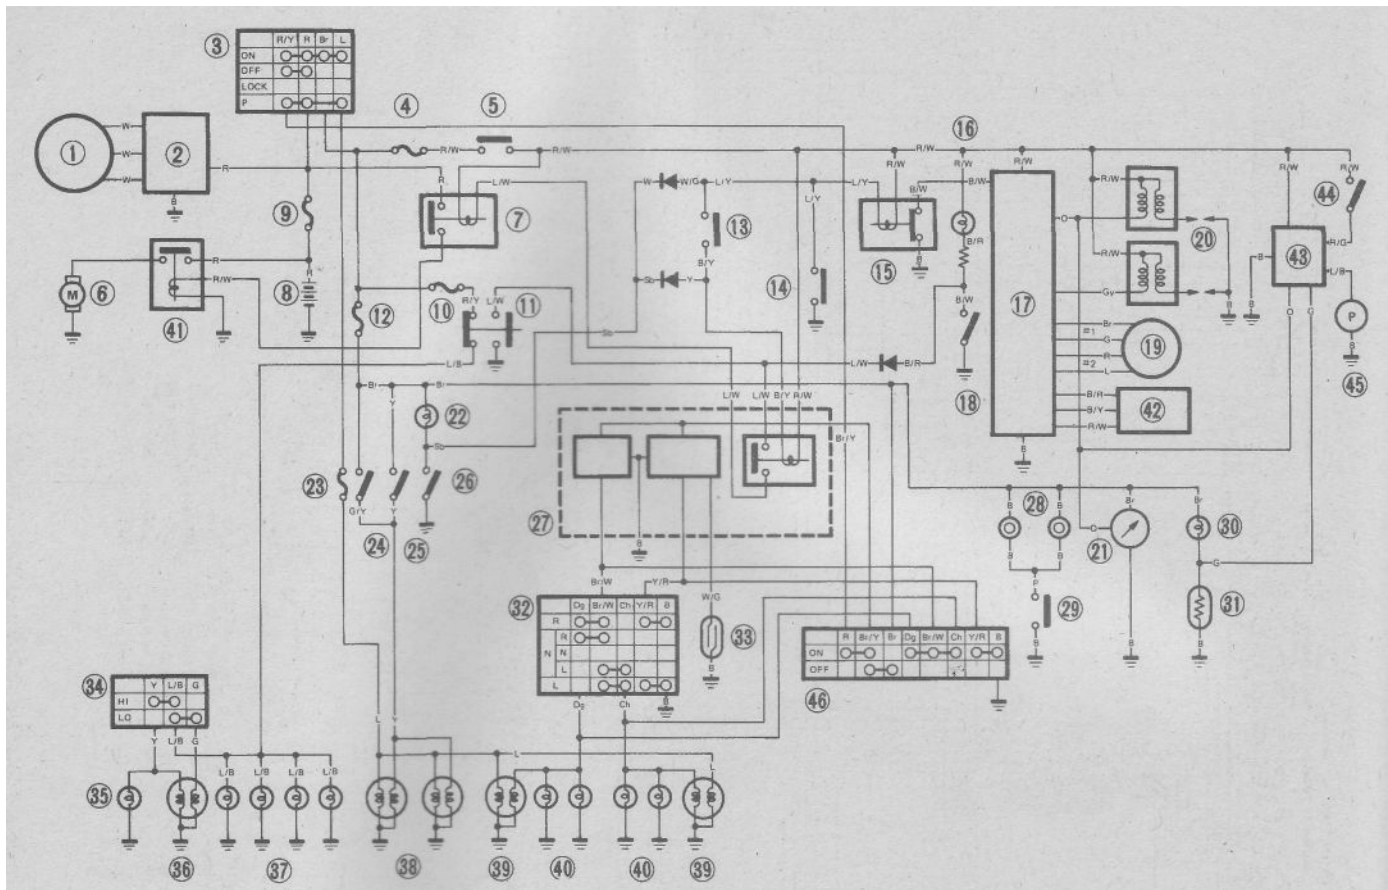 ③ R/Y R Br L
ON
OFF
LOCK
P
④ ⑤ ⑯
① W ② R
W
W
B
R/W R/W R/W
R L/W
⑦
⑨
W W/G L/Y
⑬
B/Y
Sb
L/Y L/Y
⑭
R/W B/W B/W
⑮ B
R/W
B/R
B/W
⑱
R/W
⑰
B
O
R/W
⑳
R/W
Gy
B
Br
#1
G
R
#2
L
⑲
B/R
B/Y
R/W
㊷
R/W
B ㊸
R/W
㊹
R/G
L/B
O G
P
B
㊺
M ⑥
R
R/W
㊶
R
⑧
⑫
⑩ R/Y L/W ⑪
L/B
Sb
L/W B/R
Br Br
Y
㉒
Sb
L/W L/W B/Y R/W
Br/Y
㉓
Gr/Y Y
㉔ ㉕ ㉖
㉗
B
Br/W Y/R
W/G
㉜ Dg Br/W Ch Y/R B
R
R
N N
L
L
Dg Ch B
㉝
B
B ㉘ B Br Br
O ㉑ ㉚
B B G
㉙
B B ㉛
B
R Br/Y Br Dg Br/W Ch Y/R B
ON
OFF
㊻
㉞ Y L/B G
HI
LO
Y L/B G
L/B L/B L/B L/B
L Y
L L
㉟
㊱ ㊲ ㊳ ㊴ ㊵ ㊵ ㊴